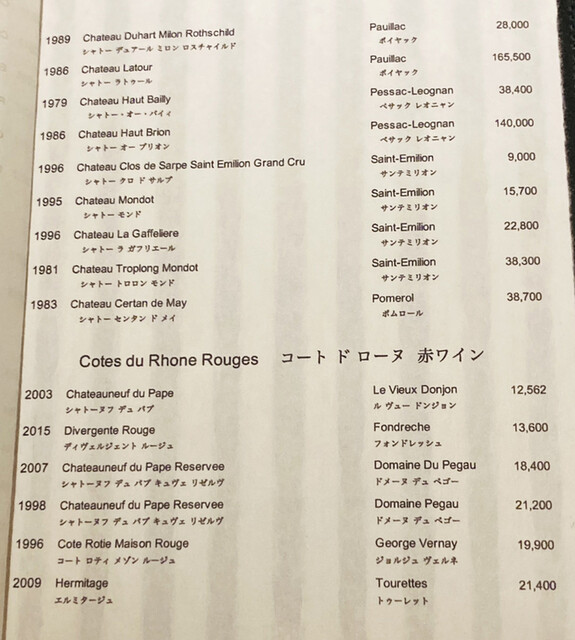 1989 Chateau Duhart Milon Rothschild Pauillac 28,000
シャトー デュアール ミロン ロスチャイルド ポイヤック
1986 Chateau Latour Pauillac 165,500
シャトー ラトゥール ポイヤック
1979 Chateau Haut Bailly Pessac-Leognan 38,400
シャトー・オー・バイィ ペサック レオニャン
1986 Chateau Haut Brion Pessac-Leognan 140,000
シャトー オー ブリオン ペサック レオニャン
1996 Chateau Clos de Sarpe Saint Emilion Grand Cru Saint-Emilion 9,000
シャトー クロ ド サルプ サンテミリオン
1995 Chateau Mondot Saint-Emilion 15,700
シャトー モンド サンテミリオン
1996 Chateau La Gaffeliere Saint-Emilion 22,800
シャトー ラ ガフリエール サンテミリオン
1981 Chateau Troplong Mondot Saint-Emilion 38,300
シャトー トロロン モンド サンテミリオン
1983 Chateau Certan de May Pomerol 38,700
シャトー センタン ド メイ ポムロール
Cotes du Rhone Rouges コート ド ローヌ 赤ワイン
2003 Chateauneuf du Pape Le Vieux Donjon 12,562
シャトーヌフ デュ パプ ル ヴュー ドンジョン
2015 Divergente Rouge Fondreche 13,600
ディヴェルジェント ルージュ フォンドレッシュ
2007 Chateauneuf du Pape Reservee Domaine Du Pegau 18,400
シャトーヌフ デュ パプ キュヴェ リゼルヴ ドメーヌ デュ ペゴー
1998 Chateauneuf du Pape Reservee Domaine Pegau 21,200
シャトーヌフ デュ パプ キュヴェ リゼルヴ ドメーヌ デュ ペゴー
1996 Cote Rotie Maison Rouge George Vernay 19,900
コート ロティ メゾン ルージュ ジョルジュ ヴェルネ
2009 Hermitage Tourettes 21,400
エルミタージュ トゥーレット